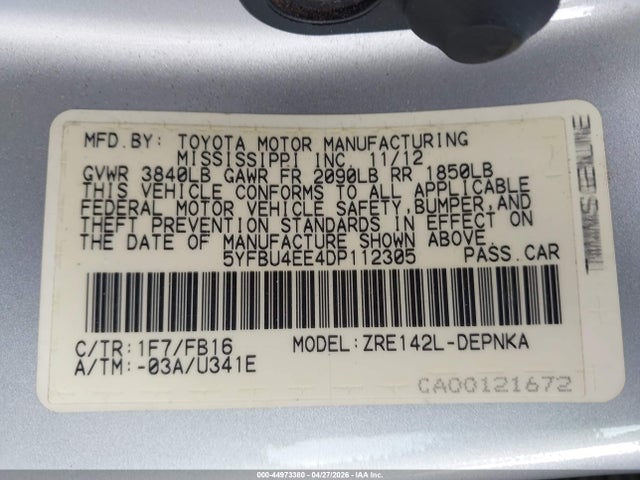 MFD.BY: TOYOTA MOTOR MANUFACTURING
MISSISSIPPI INC. 11/12
GVWR 3840LB GAWR FR 2090LB RR 1850LB
THIS VEHICLE CONFORMS TO ALL APPLICABLE
FEDERAL MOTOR VEHICLE SAFETY,BUMPER,AND
THEFT PREVENTION STANDARDS IN EFFECT ON
THE DATE OF MANUFACTURE SHOWN ABOVE.
5YFBU4EE4DP112305 PASS.CAR
C/TR:1F7/FB16 MODEL:ZRE142L-DEPNKA
A/TM:-03A/U341E
CA00121672
000-44973380 - 04/27/2026 - IAA Inc.